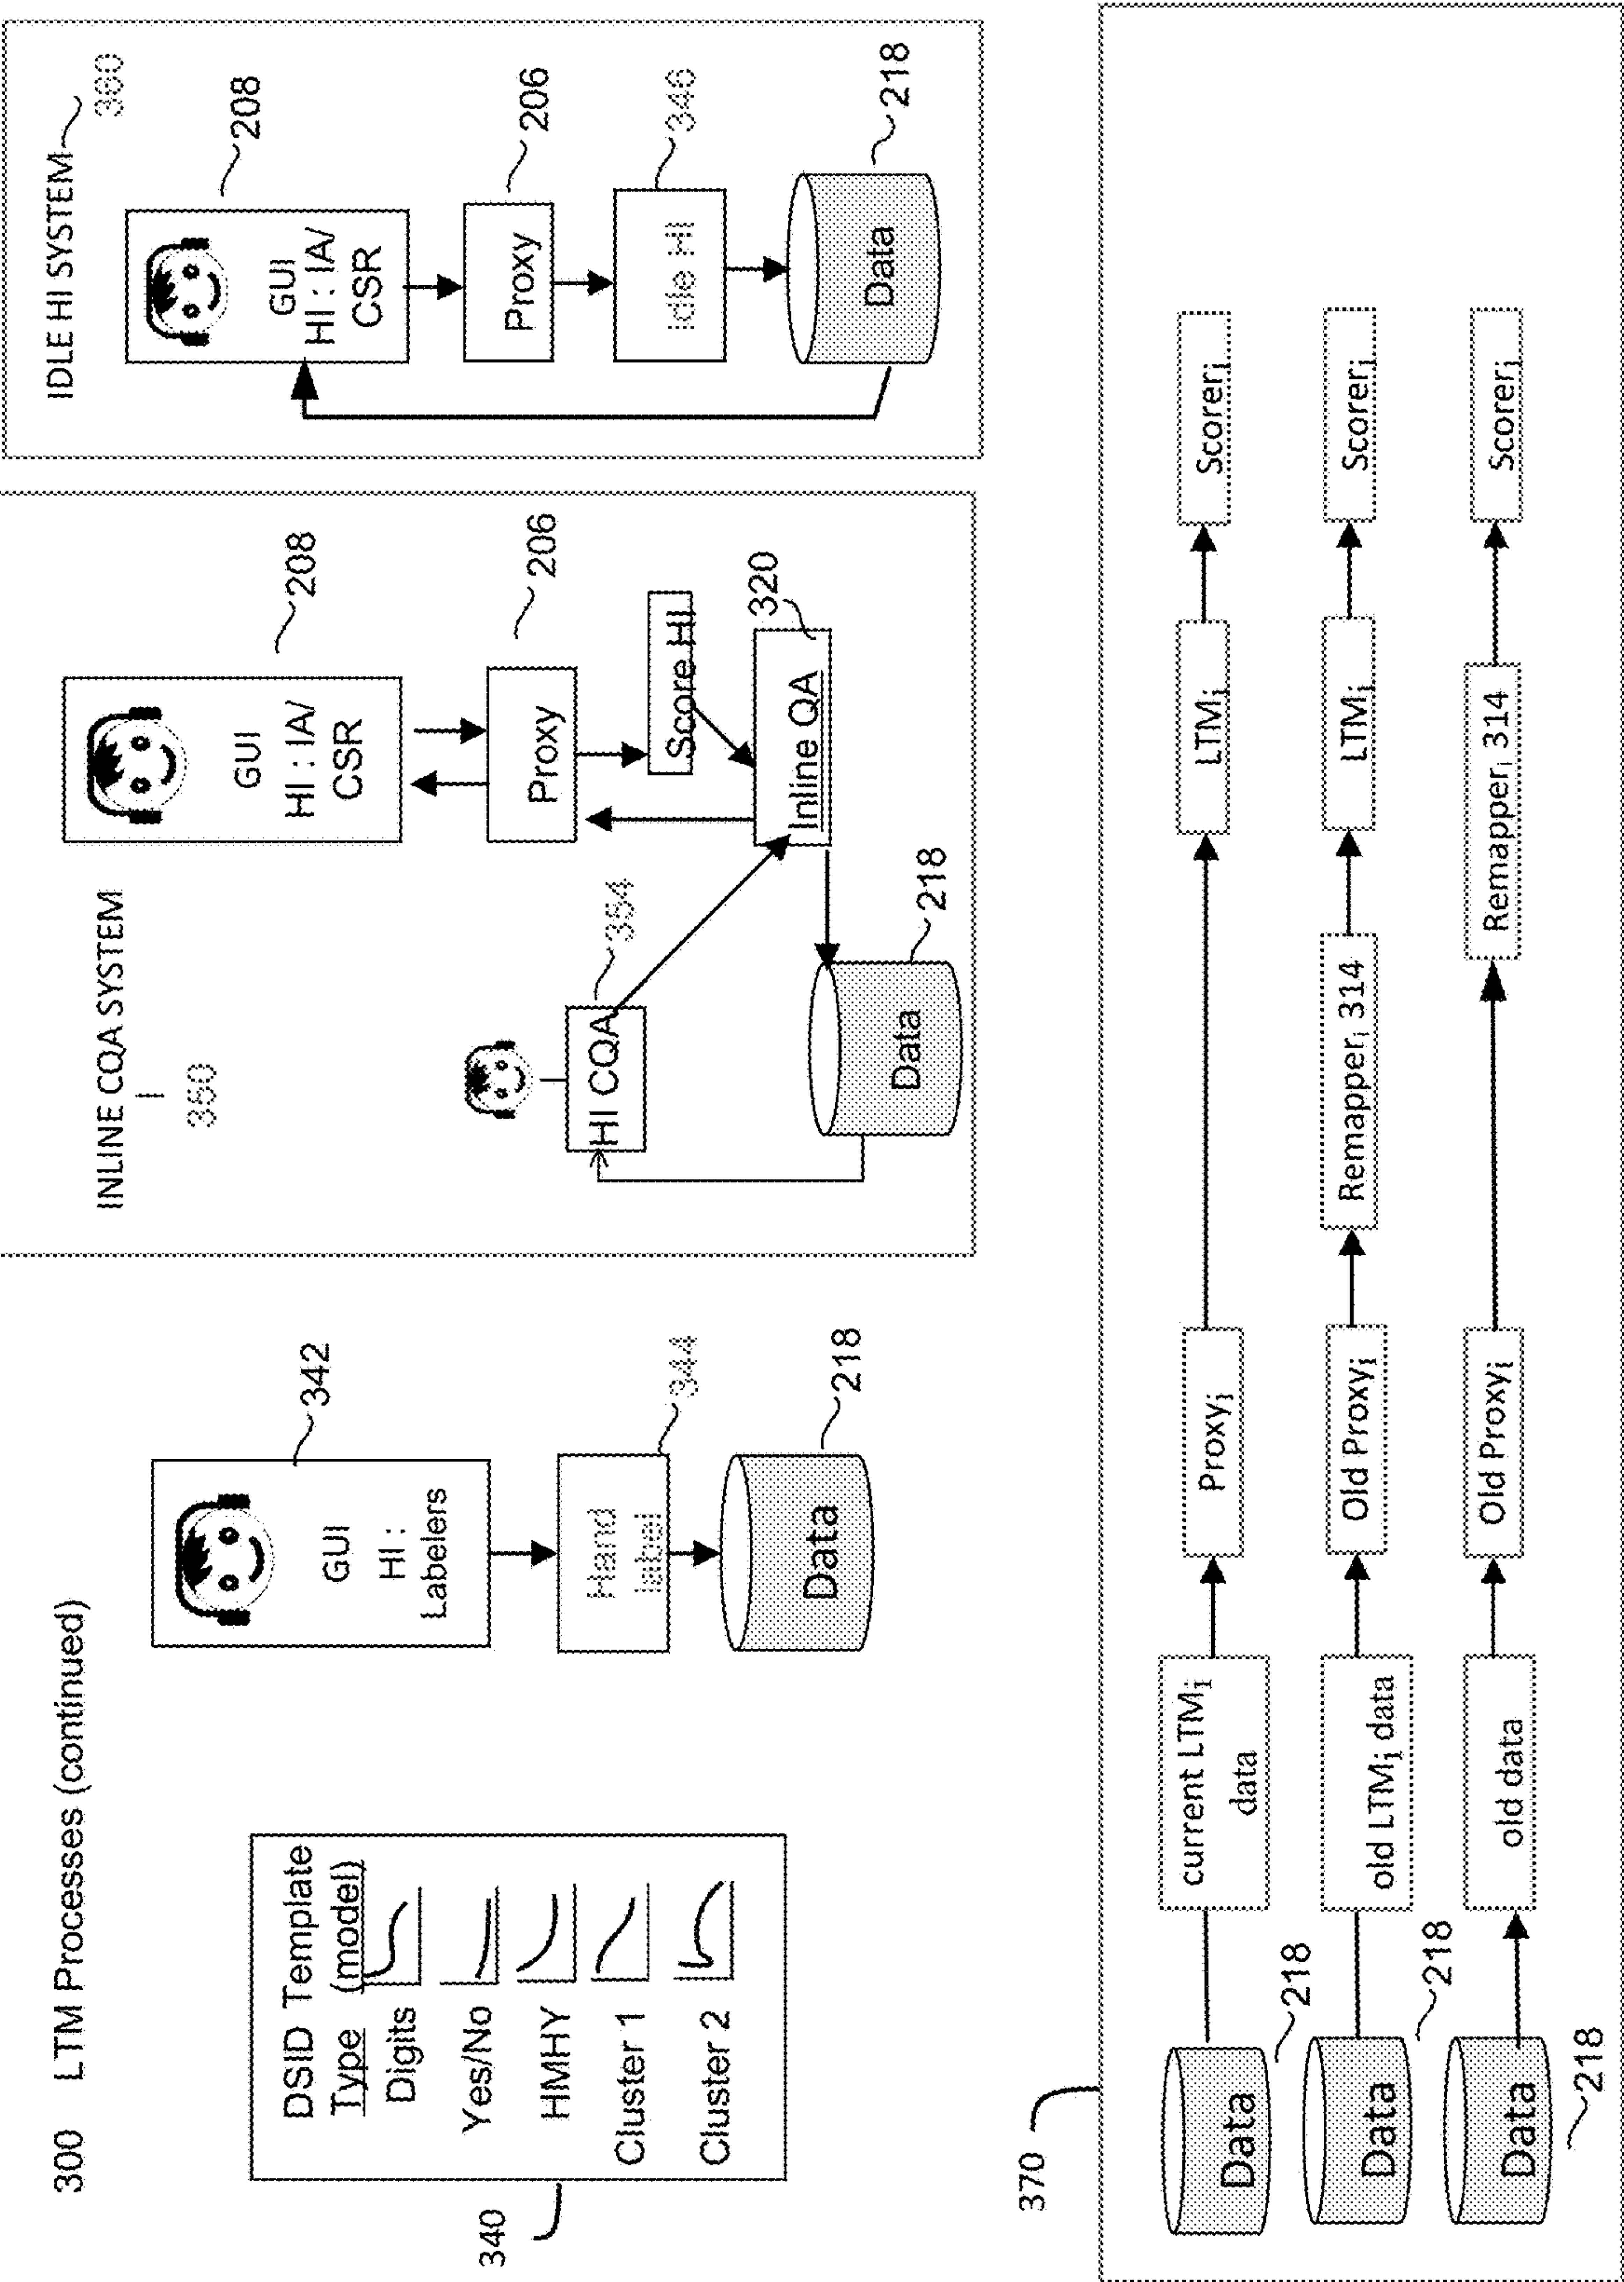 300 LTM Processes (continued)
340
DSID Template
Type (model)
Digits
Yes/No
HMHY
Cluster 1
Cluster 2
342
GUI
HI :
Labelers
Hand
label
344
Data
218
INLINE CQA SYSTEM
350
GUI
HI : IA/
CSR
208
Proxy
206
Score HI
Inline QA
320
HI CQA
354
Data
218
IDLE HI SYSTEM
360
GUI
HI : IA/
CSR
208
Proxy
206
Idle HI
346
Data
218
370
Data
218
current LTMi
data
Proxyi
LTMi
Scoreri
Data
218
old LTMi data
Old Proxyi
Remapperi 314
LTMi
Scoreri
Data
218
old data
Old Proxyi
Remapperi 314
Scoreri